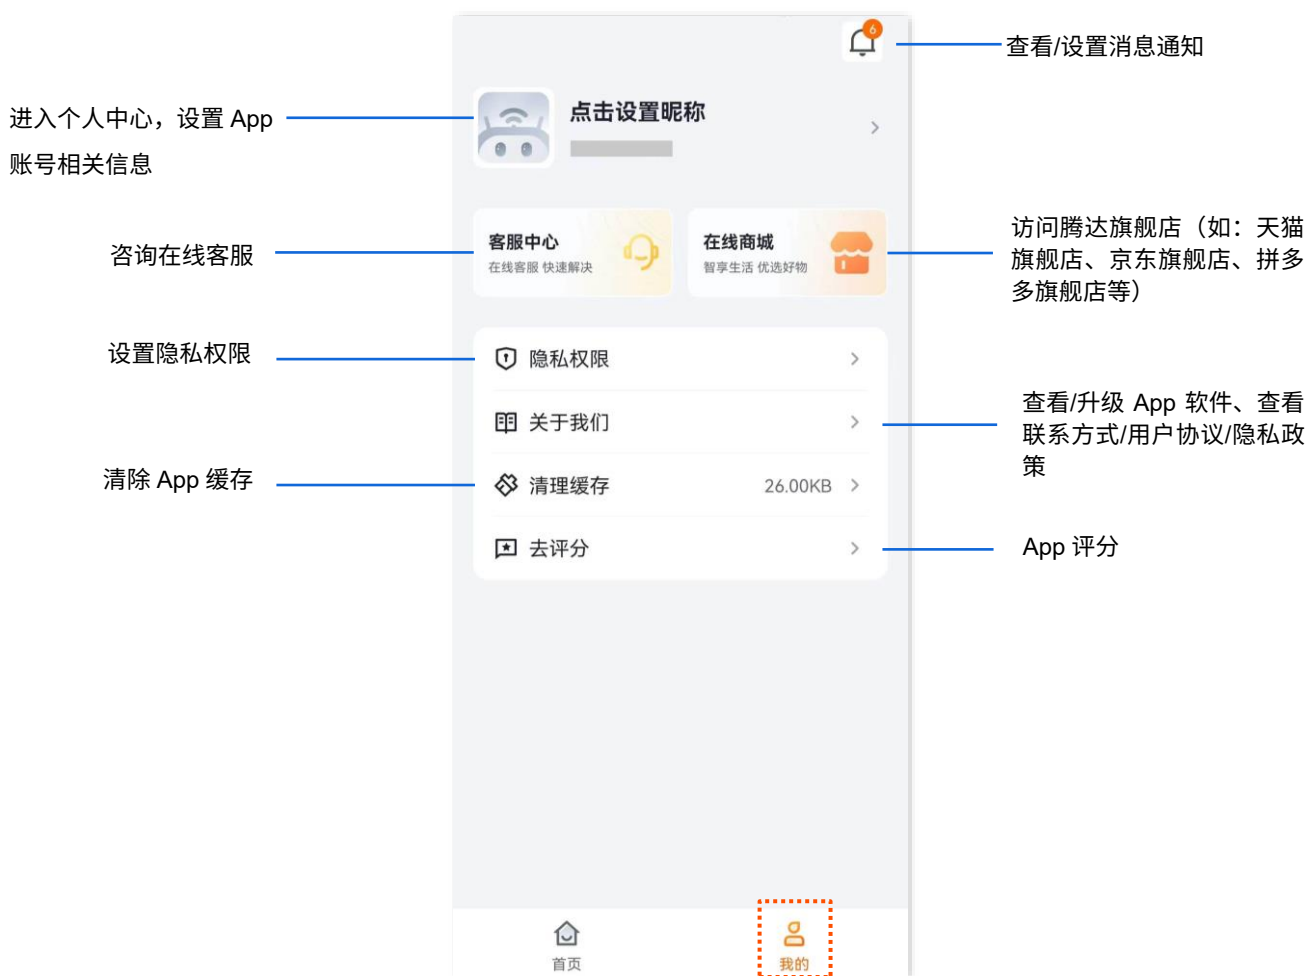 6
查看/设置消息通知
进入个人中心，设置 App
账号相关信息
点击设置昵称
咨询在线客服
客服中心
在线客服 快速解决
在线商城
智享生活 优选好物
访问腾达旗舰店（如：天猫
旗舰店、京东旗舰店、拼多
多旗舰店等）
设置隐私权限
隐私权限
关于我们
查看/升级 App 软件、查看
联系方式/用户协议/隐私政
策
清除 App 缓存
清理缓存
26.00KB
去评分
App 评分
首页
我的